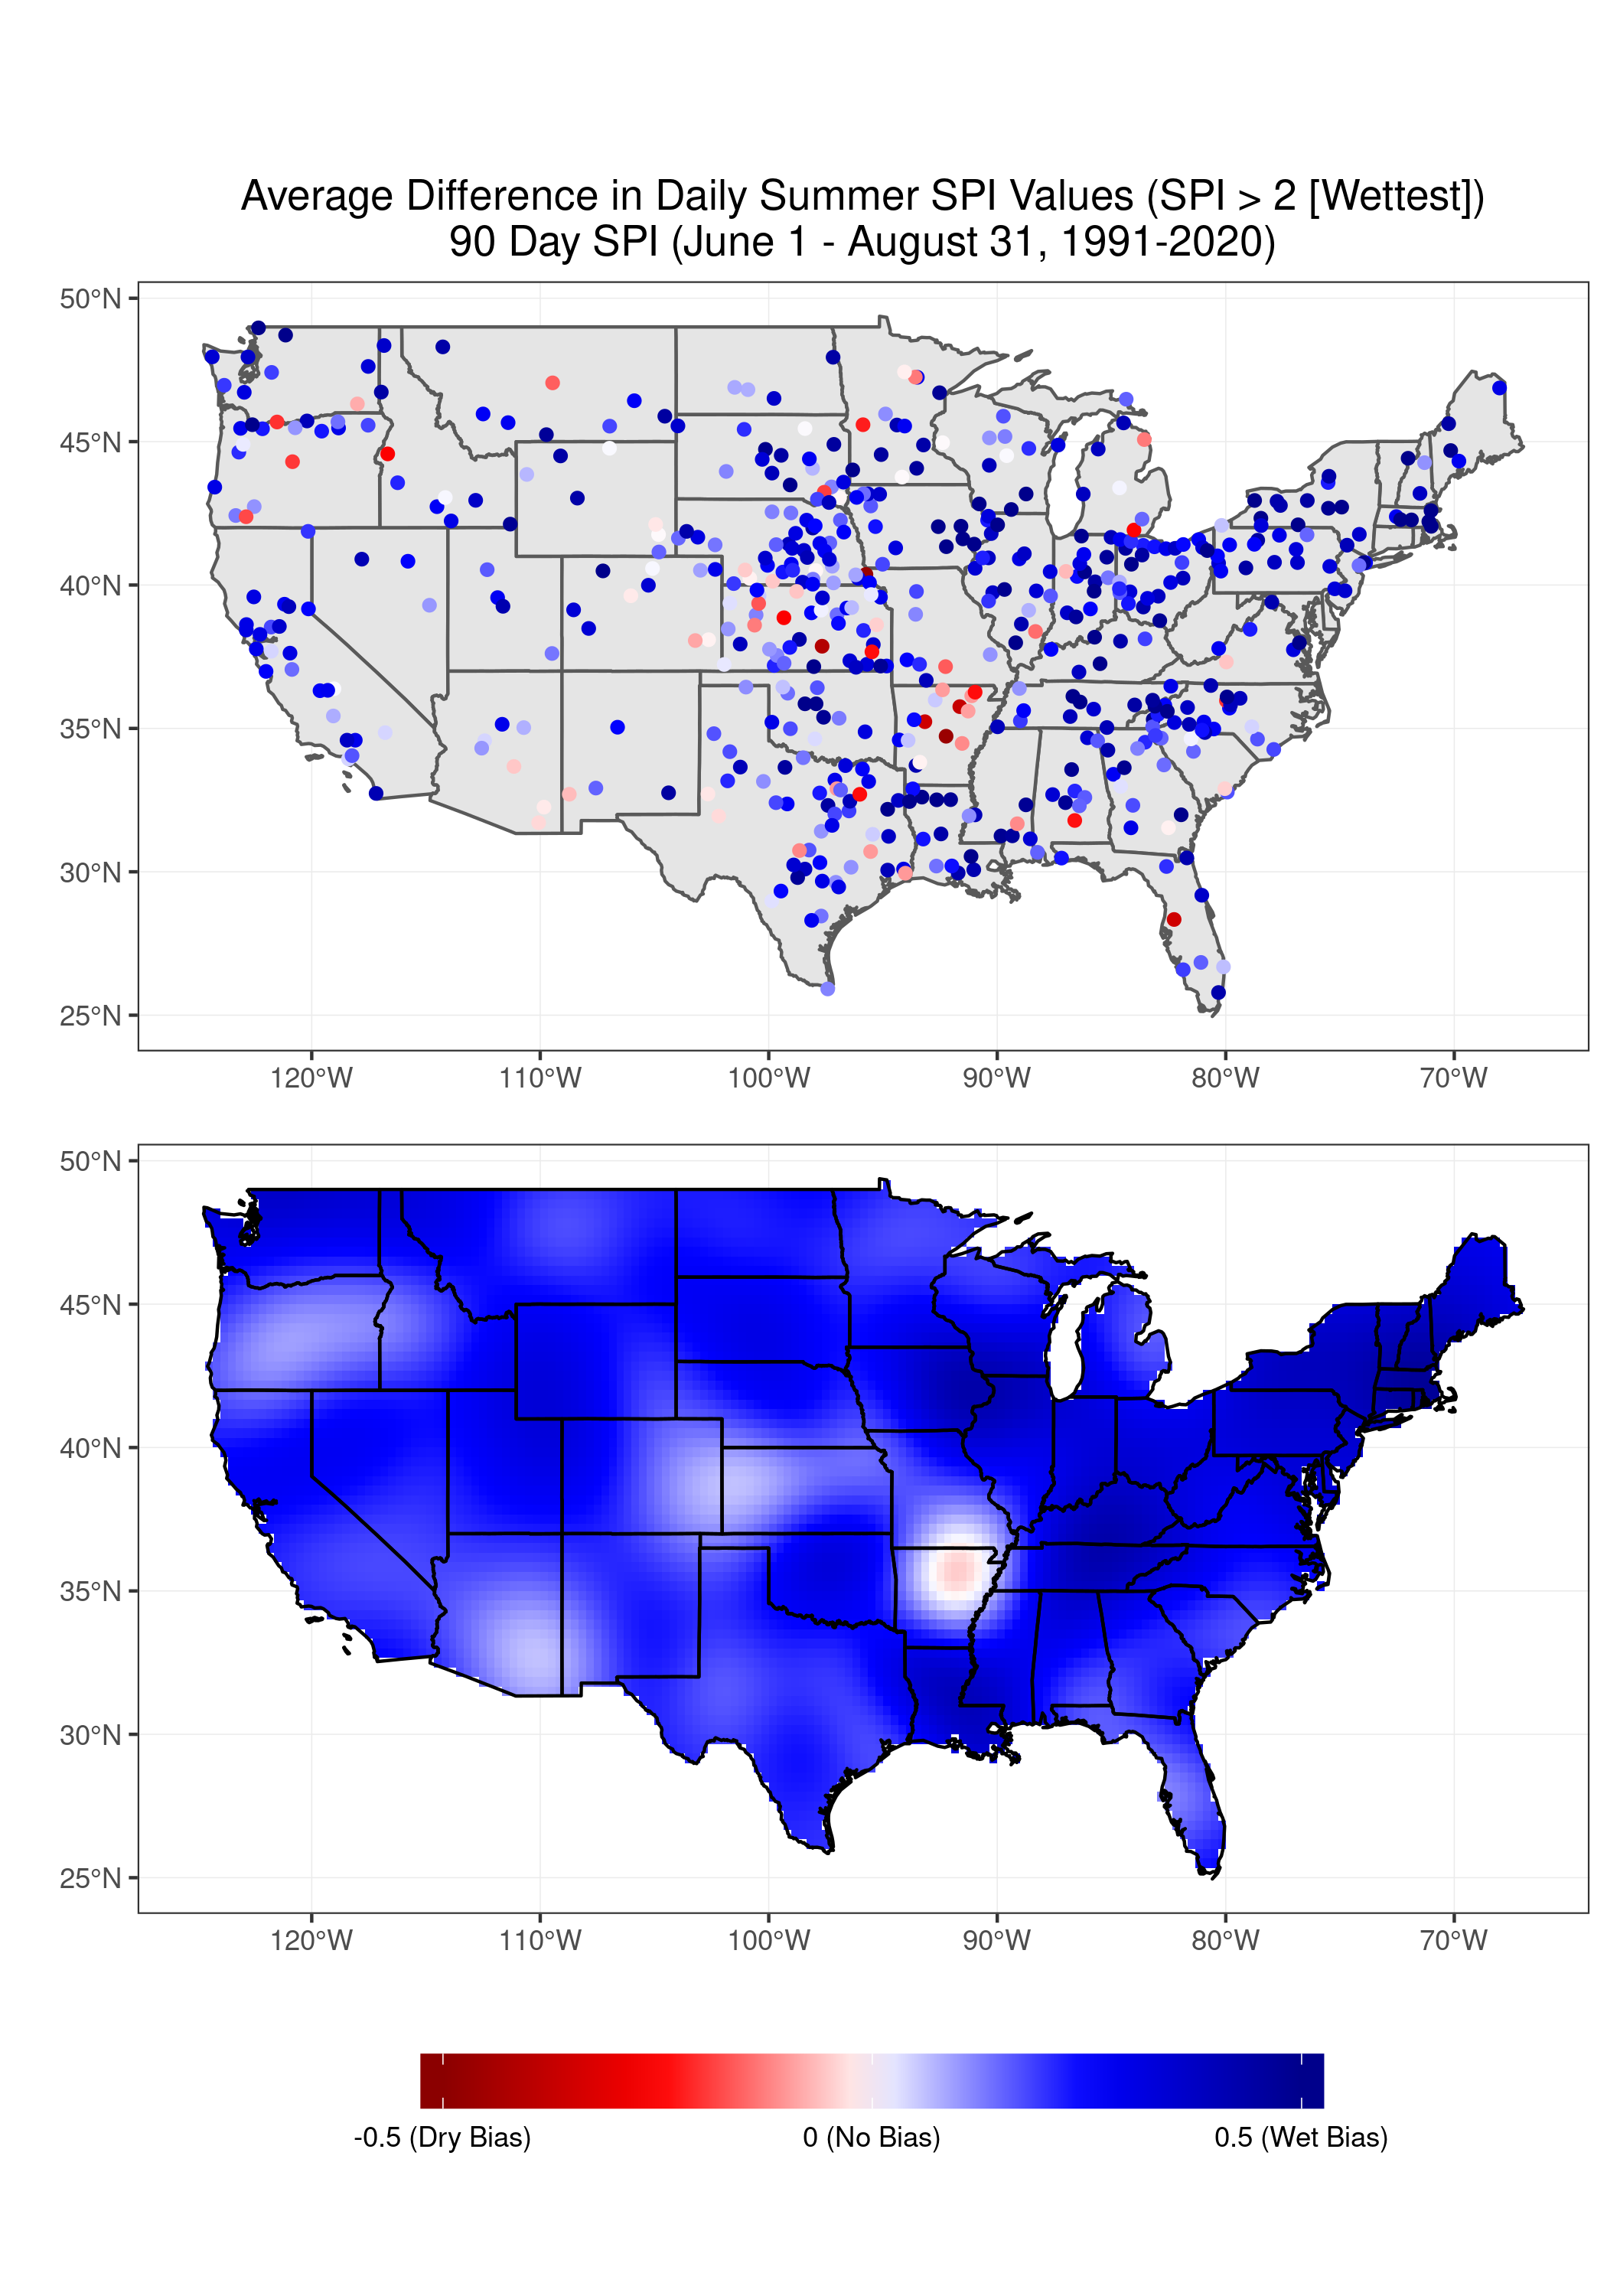 Average Difference in Daily Summer SPI Values (SPI > 2 [Wettest])
90 Day SPI (June 1 - August 31, 1991-2020)
50°N
45°N
40°N
35°N
30°N
25°N
120°W 110°W 100°W 90°W 80°W 70°W
50°N
45°N
40°N
35°N
30°N
25°N
120°W 110°W 100°W 90°W 80°W 70°W
-0.5 (Dry Bias) 0 (No Bias) 0.5 (Wet Bias)